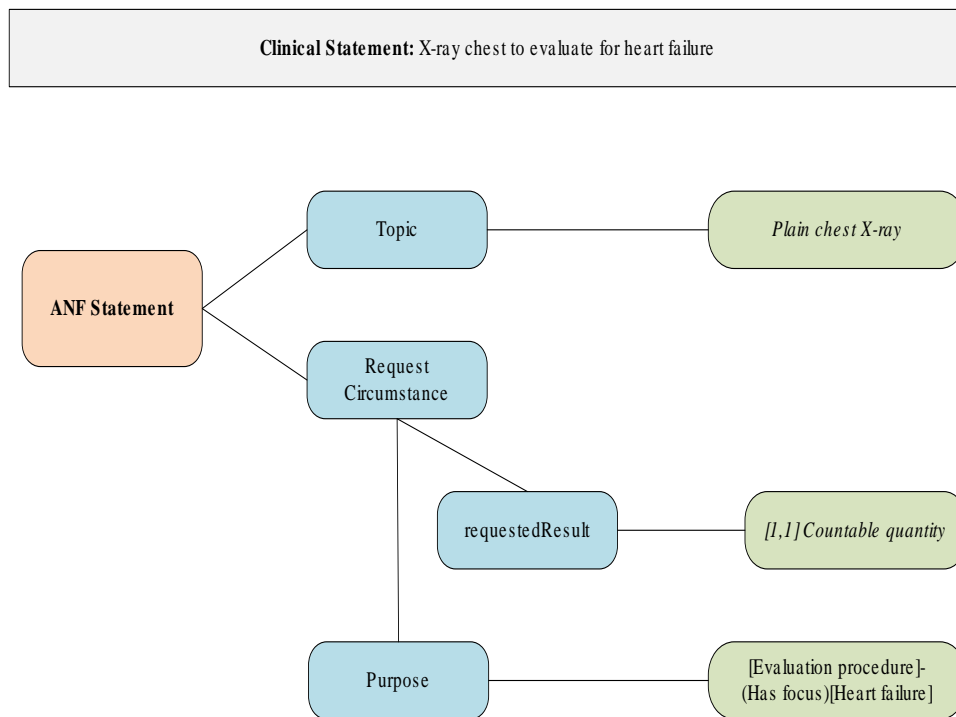 Clinical Statement: X-ray chest to evaluate for heart failure
Topic
Plain chest X-ray
ANF Statement
Request
Circumstance
requestedResult
[1,1] Countable quantity
Purpose
[Evaluation procedure]-
(Has focus)[Heart failure]